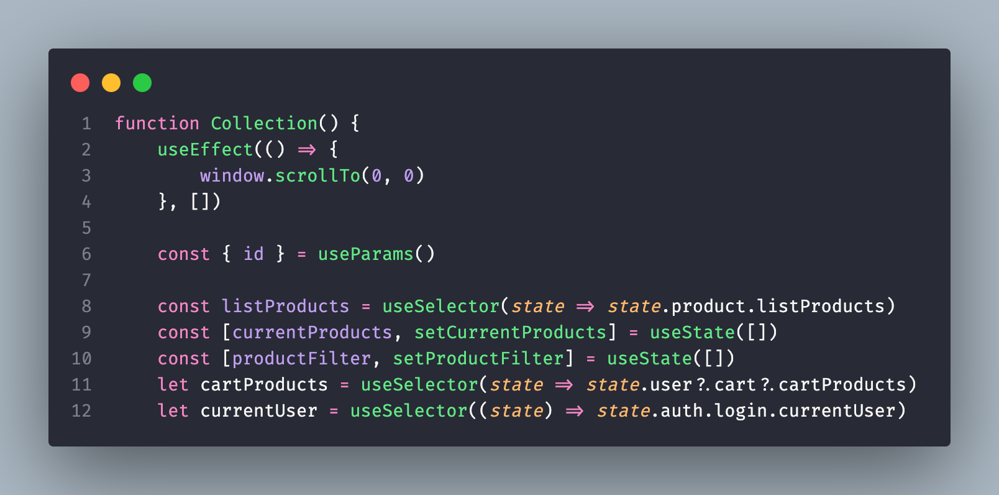 1 function Collection() {
2     useEffect(() => {
3         window.scrollTo(0, 0)
4     }, [])
5
6     const { id } = useParams()
7
8     const listProducts = useSelector(state => state.product.listProducts)
9     const [currentProducts, setCurrentProducts] = useState([])
10     const [productFilter, setProductFilter] = useState([])
11     let cartProducts = useSelector(state => state.user?.cart?.cartProducts)
12     let currentUser = useSelector((state) => state.auth.login.currentUser)